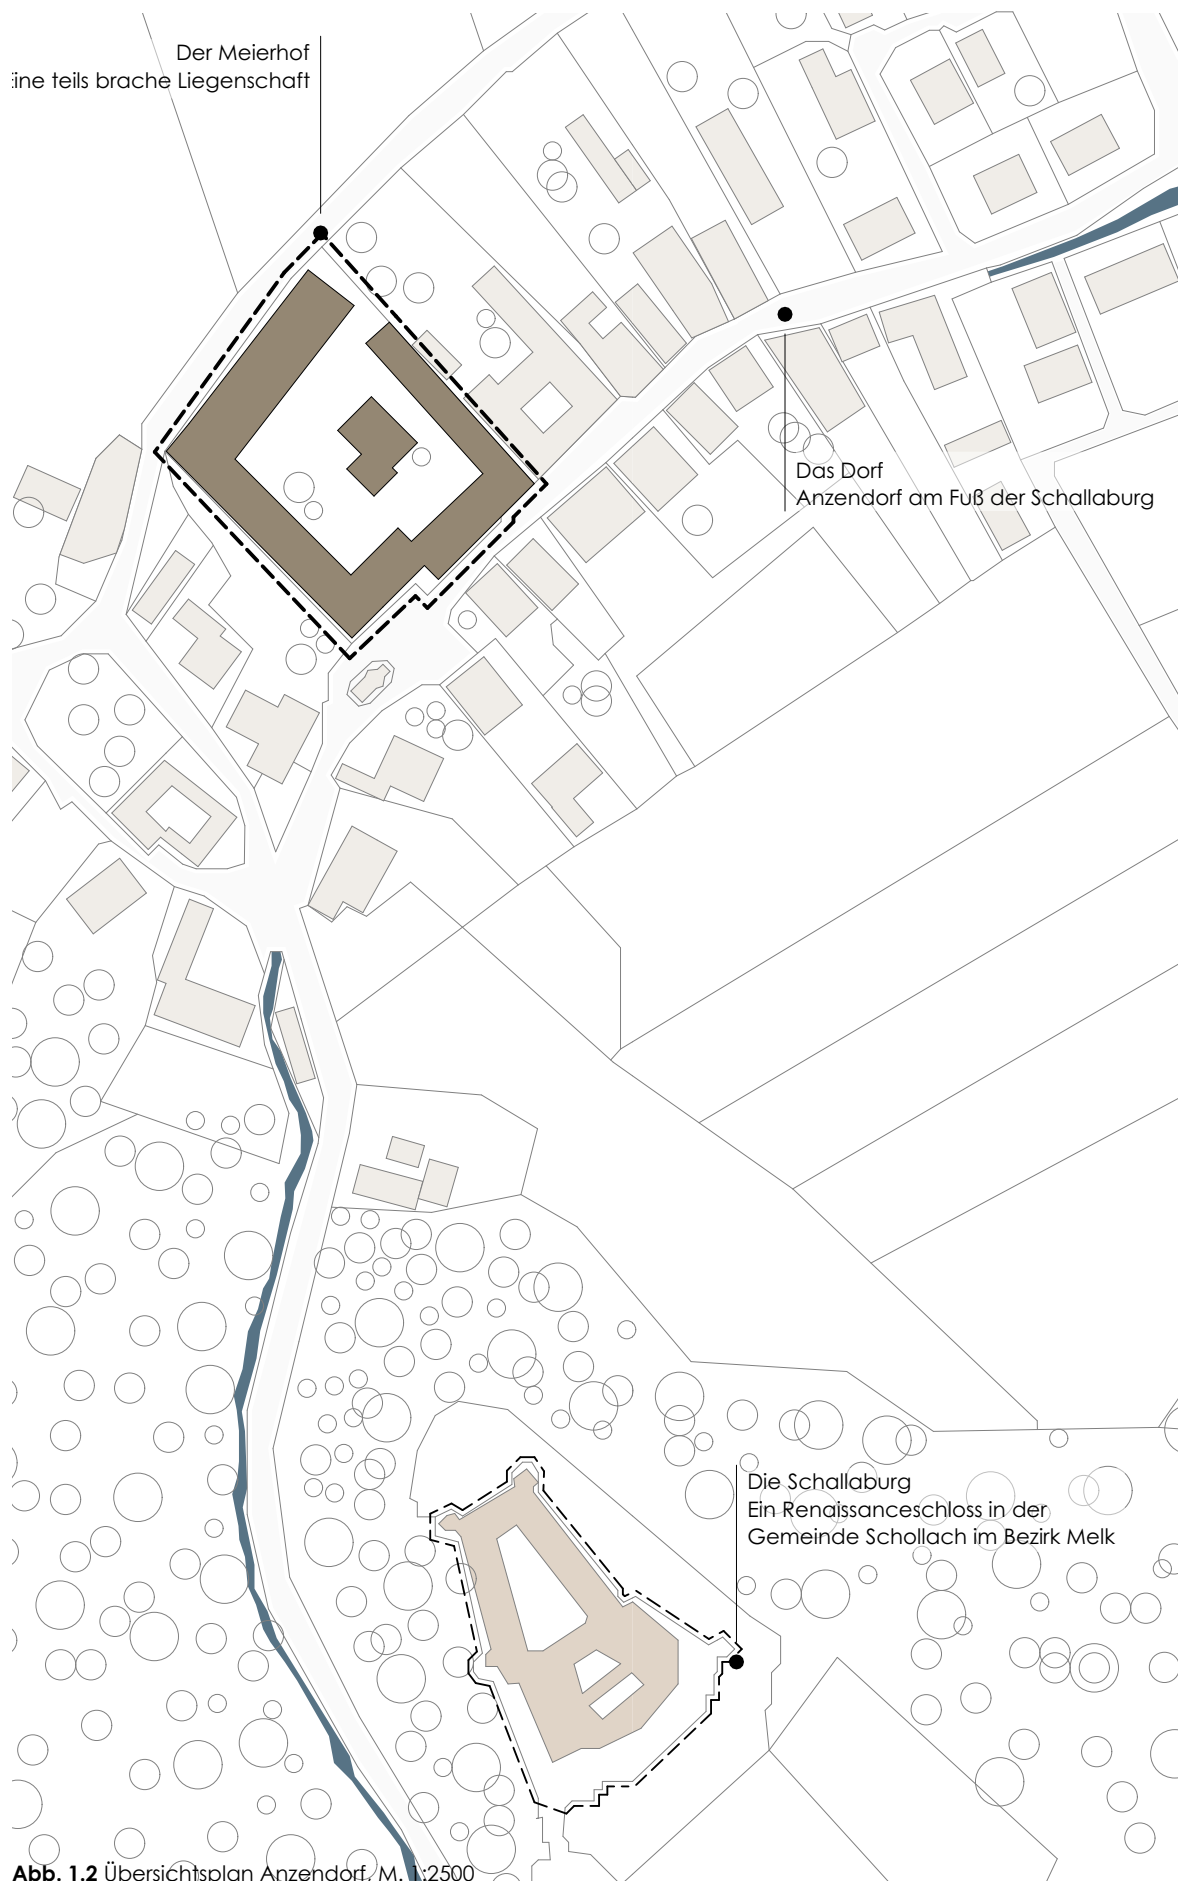 Der Meierhof
Eine teils brache Liegenschaft
Das Dorf
Anzendorf am Fuß der Schallaburg
Die Schallaburg
Ein Renaissanceschloss in der
Gemeinde Schollach im Bezirk Melk
Abb. 1.2 Übersichtsplan Anzendorf, M. 1:2500